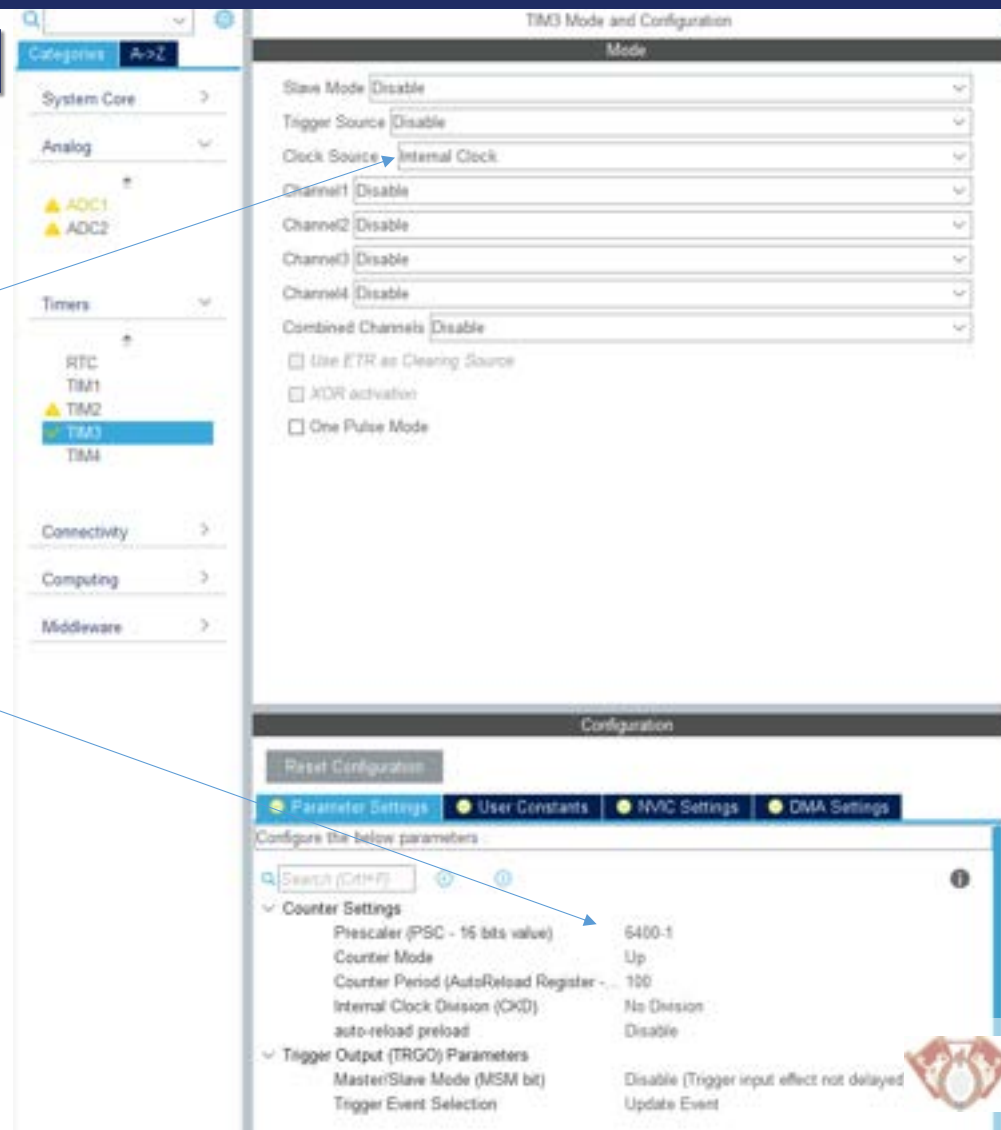 TIM3 Mode and Configuration
Categories A->Z
System Core
Analog
ADC1
ADC2
Timers
RTC
TIM1
TIM2
TIM3
TIM4
Connectivity
Computing
Middleware
Mode
Slave Mode Disable
Trigger Source Disable
Clock Source Internal Clock
Channel1 Disable
Channel2 Disable
Channel3 Disable
Channel4 Disable
Combined Channels Disable
Use ETR as Clearing Source
XOR activation
One Pulse Mode
Configuration
Reset Configuration
Parameter Settings User Constants NVIC Settings DMA Settings
Configure the below parameters
Search (Crtl+F)
Counter Settings
Prescaler (PSC - 16 bits value) 6400-1
Counter Mode Up
Counter Period (AutoReload Register -... 100
Internal Clock Division (CKD) No Division
auto-reload preload Disable
Trigger Output (TRGO) Parameters
Master/Slave Mode (MSM bit) Disable (Trigger input effect not delayed
Trigger Event Selection Update Event